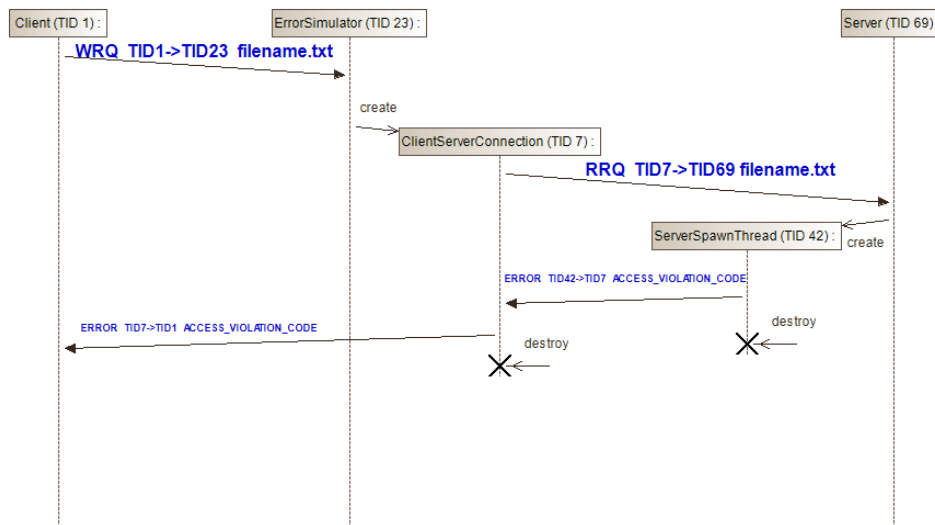 Client (TID 1) :
ErrorSimulator (TID 23) :
Server (TID 69)
WRQ TID1->TID23 filename.txt
create
ClientServerConnection (TID 7) :
RRQ TID7->TID69 filename.txt
ServerSpawnThread (TID 42) :
create
ERROR TID42->TID7 ACCESS_VIOLATION_CODE
destroy
ERROR TID7->TID1 ACCESS_VIOLATION_CODE
destroy